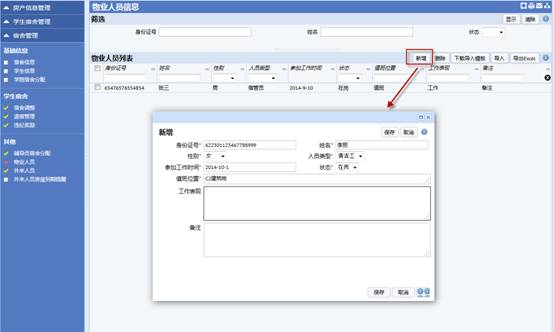 房产信息管理
学生宿舍管理
宿舍管理
基础信息
宿舍信息
学生信息
学院宿舍分配
学生宿舍
宿舍调整
退宿管理
违纪奖励
其他
辅导员宿舍分配
物业人员
外来人员
外来人员房屋到期提醒
物业人员信息
筛选
显示 清除
身份证号 姓名 状态
物业人员列表
新增 删除 下载导入模板 导入 导出Excel
身份证号 姓名 性别 人员类型 参加工作时间 状态 值班位置 工作表现 备注
65476576554854 张三 男 宿管员 2014-9-10 在岗 值班 工作 备注
新增
保存 取消
身份证号* 622301123467788999 姓名* 李丽
性别* 女 人员类型* 清洁工
参加工作时间* 2014-10-1 状态* 在岗
值班位置* C2建筑物
工作表现
备注
保存 取消